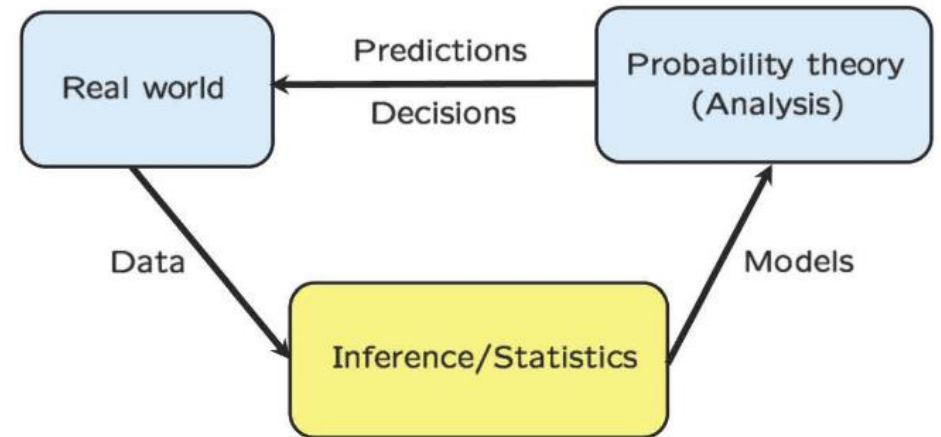 Real world
Predictions
Decisions
Probability theory
(Analysis)
Data
Models
Inference/Statistics